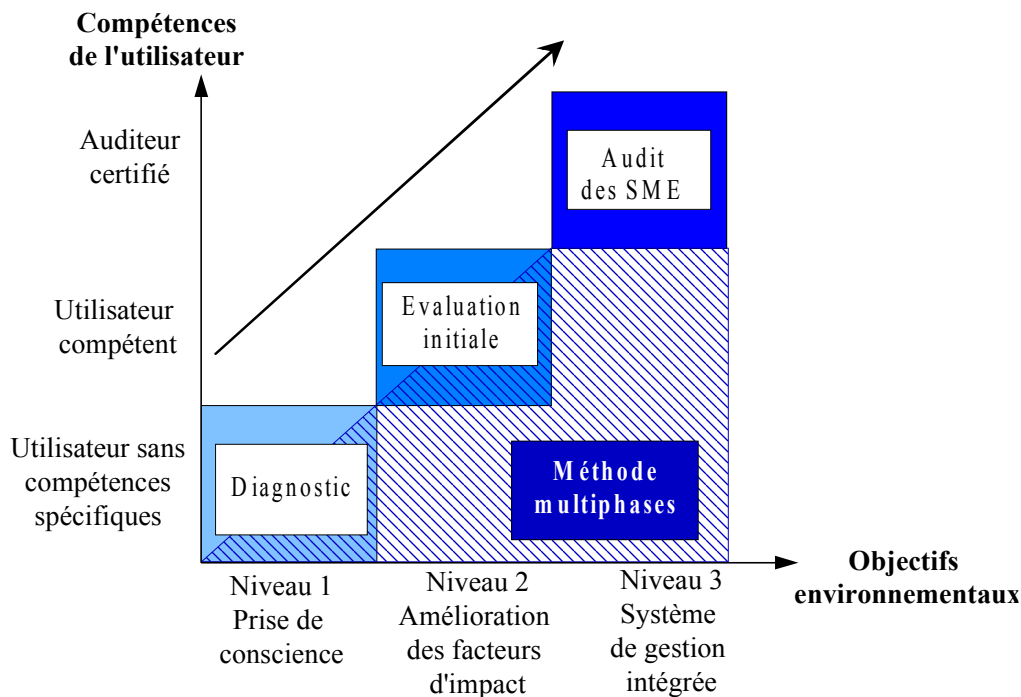 Compétences
de l'utilisateur
Auditeur
certifié
Audit
des SME
Utilisateur
compétent
Evaluation
initiale
Utilisateur sans
compétences
spécifiques
Diagnostic
Méthode
multiphases
Objectifs
environnementaux
Niveau 1
Prise de
conscience
Niveau 2
Amélioration
des facteurs
d'impact
Niveau 3
Système
de gestion
intégrée